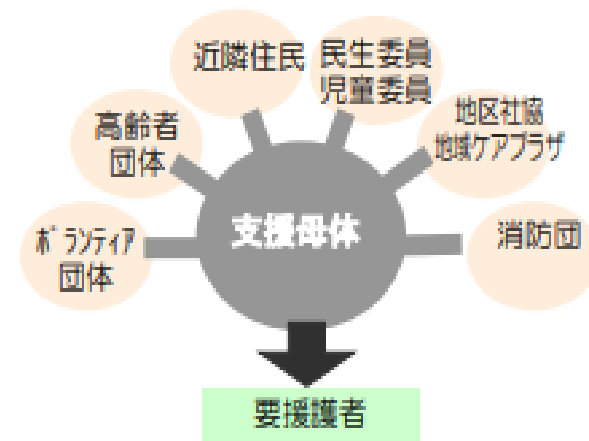 近隣住民
民生委員
児童委員
高齢者
団体
地区社協
地域ケアプラザ
支援母体
ボランティア
団体
消防団
要援護者